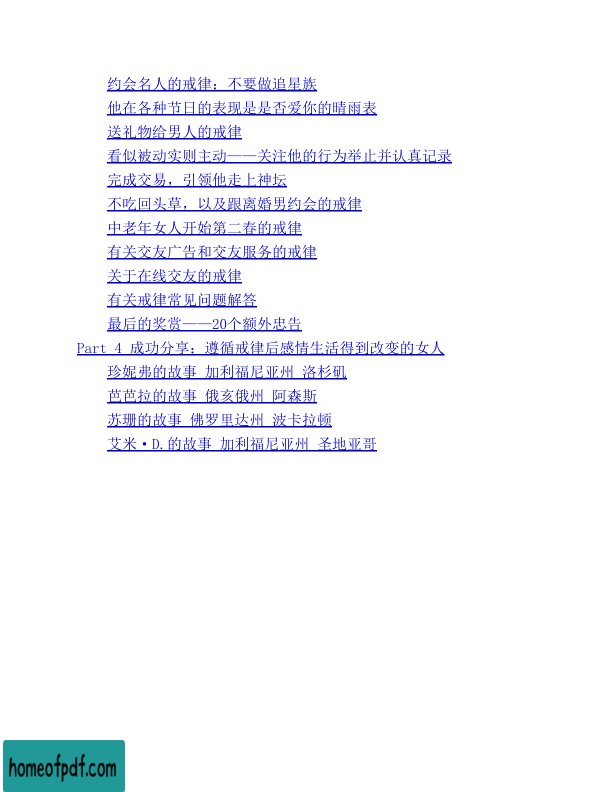 约会名人的戒律：不要做追星族
他在各种节日的表现是是否爱你的晴雨表
送礼物给男人的戒律
看似被动实则主动——关注他的行为举止并认真记录
完成交易，引领他走上神坛
不吃回头草，以及跟离婚男约会的戒律
中老年女人开始第二春的戒律
有关交友广告和交友服务的戒律
关于在线交友的戒律
有关戒律常见问题解答
最后的奖赏——20个额外忠告
Part 4 成功分享：遵循戒律后感情生活得到改变的女人
珍妮弗的故事 加利福尼亚州 洛杉矶
芭芭拉的故事 俄亥俄州 阿森斯
苏珊的故事 佛罗里达州 波卡拉顿
艾米·D.的故事 加利福尼亚州 圣地亚哥
homeofpdf.com